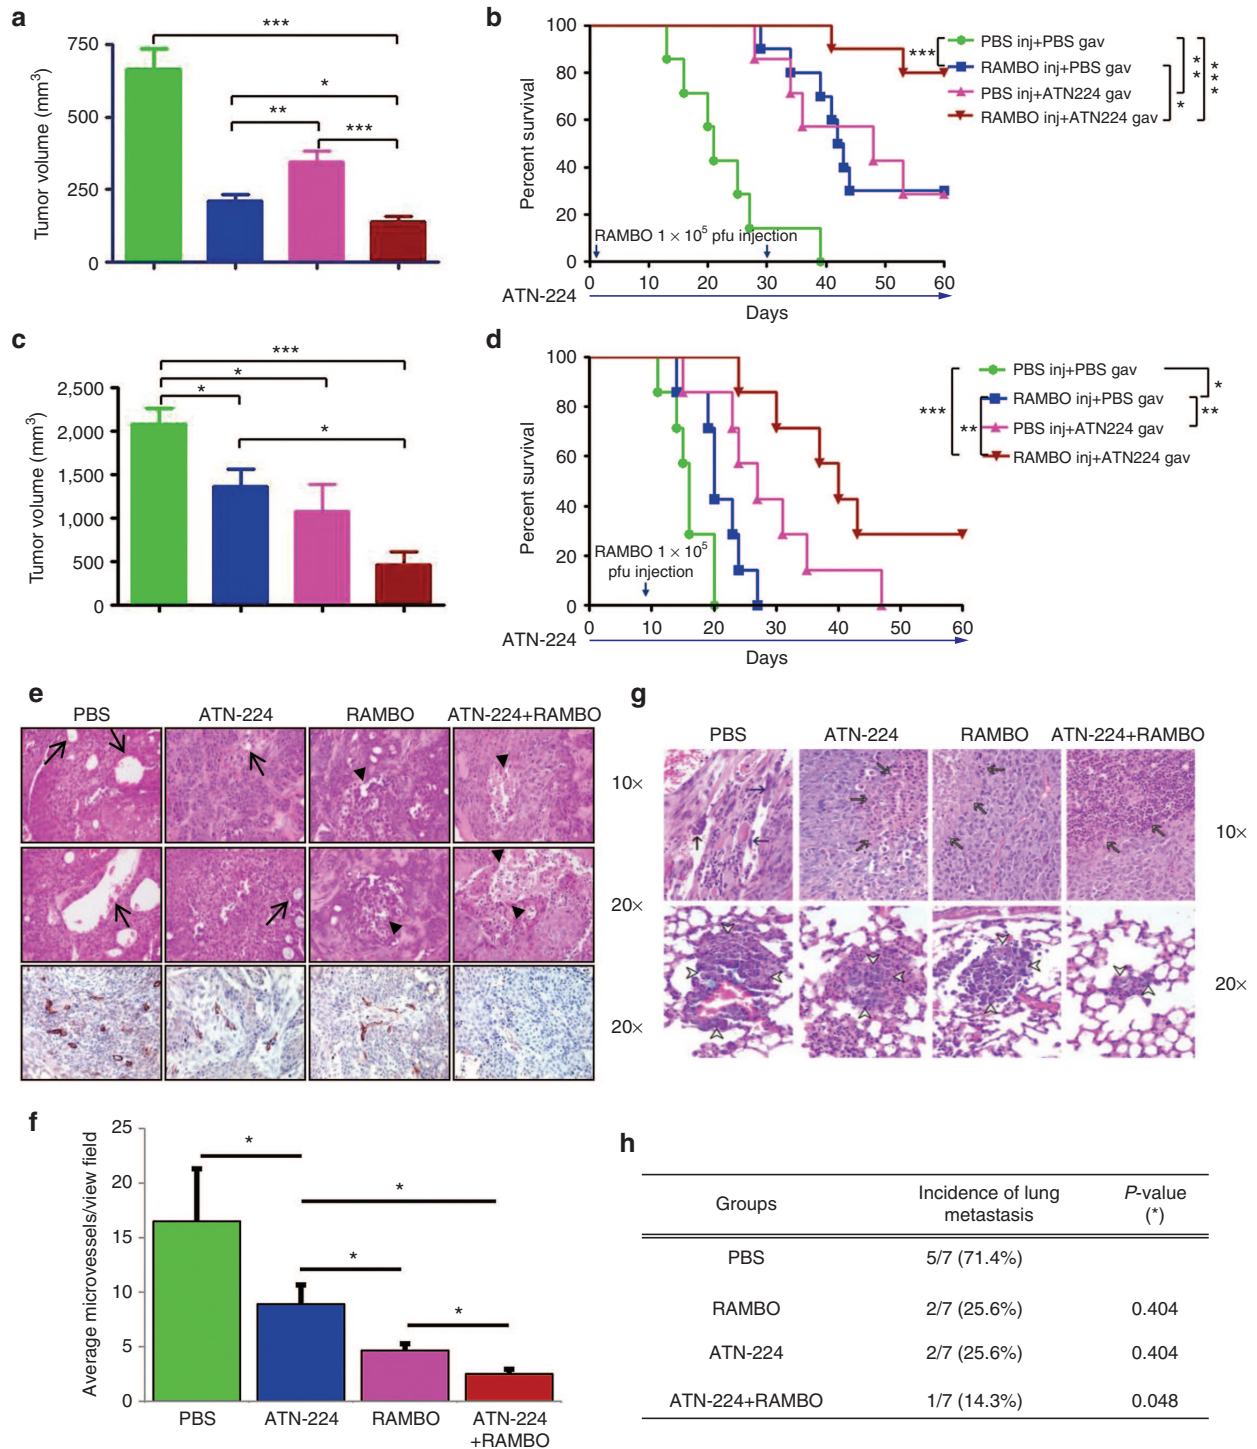 a
***
*
**
***
Tumor volume (mm³)
750
500
250
0
b
Percent survival
100
80
60
40
20
0
RAMBO 1 × 10⁵ pfu injection
0 10 20 30 40 50 60
ATN-224
Days
PBS inj+PBS gav
RAMBO inj+PBS gav
PBS inj+ATN224 gav
RAMBO inj+ATN224 gav
***
*
**
***
c
***
*
*
*
Tumor volume (mm³)
2,500
2,000
1,500
1,000
500
0
d
Percent survival
100
80
60
40
20
0
RAMBO 1 × 10⁵
pfu injection
0 10 20 30 40 50 60
ATN-224
Days
PBS inj+PBS gav
RAMBO inj+PBS gav
PBS inj+ATN224 gav
RAMBO inj+ATN224 gav
***
**
*
**
e
PBS ATN-224 RAMBO ATN-224+RAMBO
10×
20×
20×
g
PBS ATN-224 RAMBO ATN-224+RAMBO
10×
20×
f
Average microvessels/view field
25
20
15
10
5
0
*
*
*
*
PBS ATN-224 RAMBO ATN-224
+RAMBO
h
Groups Incidence of lung metastasis P-value (*)
PBS 5/7 (71.4%)
RAMBO 2/7 (25.6%) 0.404
ATN-224 2/7 (25.6%) 0.404
ATN-224+RAMBO 1/7 (14.3%) 0.048